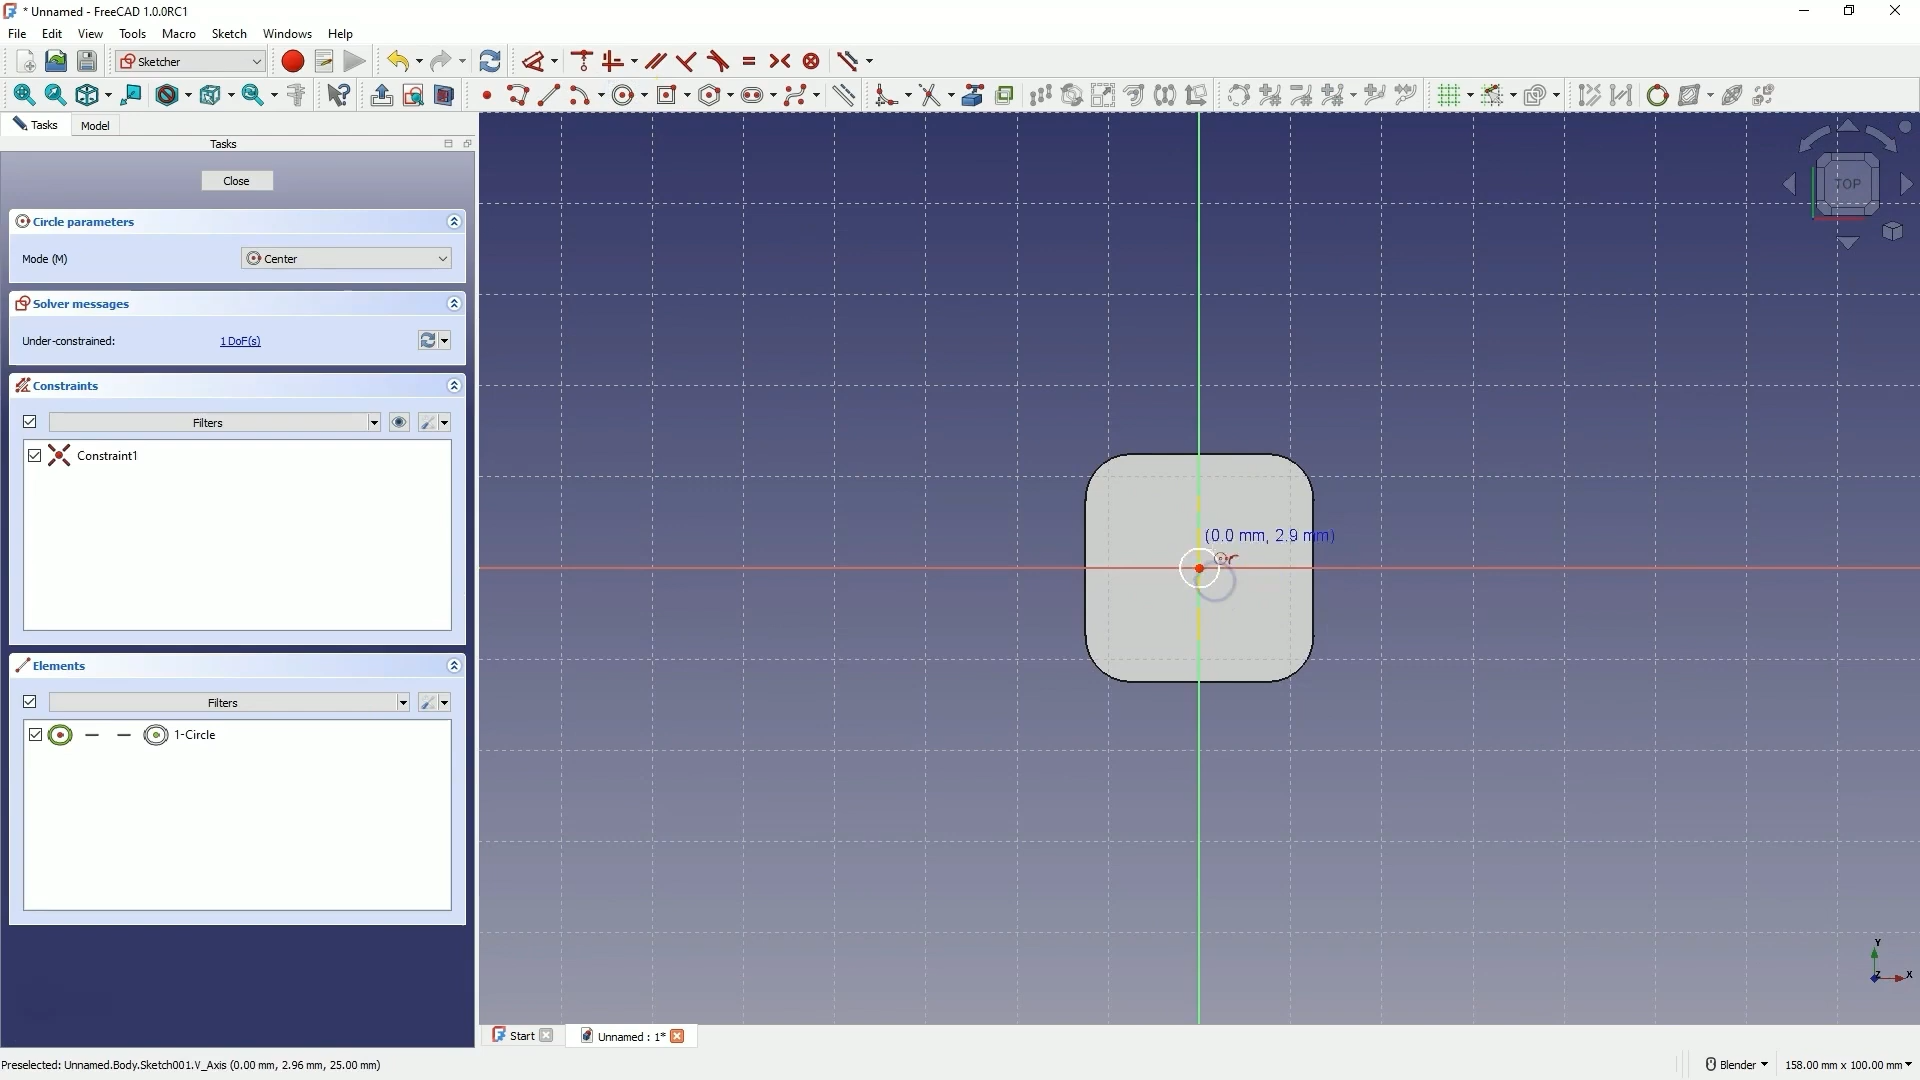 * Unnamed - FreeCAD 1.0.0RC1
File Edit View Tools Macro Sketch Windows Help
Sketcher
Tasks Model
Tasks
Close
Circle parameters
Mode (M) Center
Solver messages
Under-constrained: 1 DoF(s)
Constraints
Filters
Constraint1
Elements
Filters
1-Circle
TOP
(0.0 mm, 2.9 mm)
Y
Z X
Start Unnamed : 1*
Preselected: Unnamed.Body.Sketch001.V_Axis (0.00 mm, 2.96 mm, 25.00 mm) Blender 158.00 mm x 100.00 mm